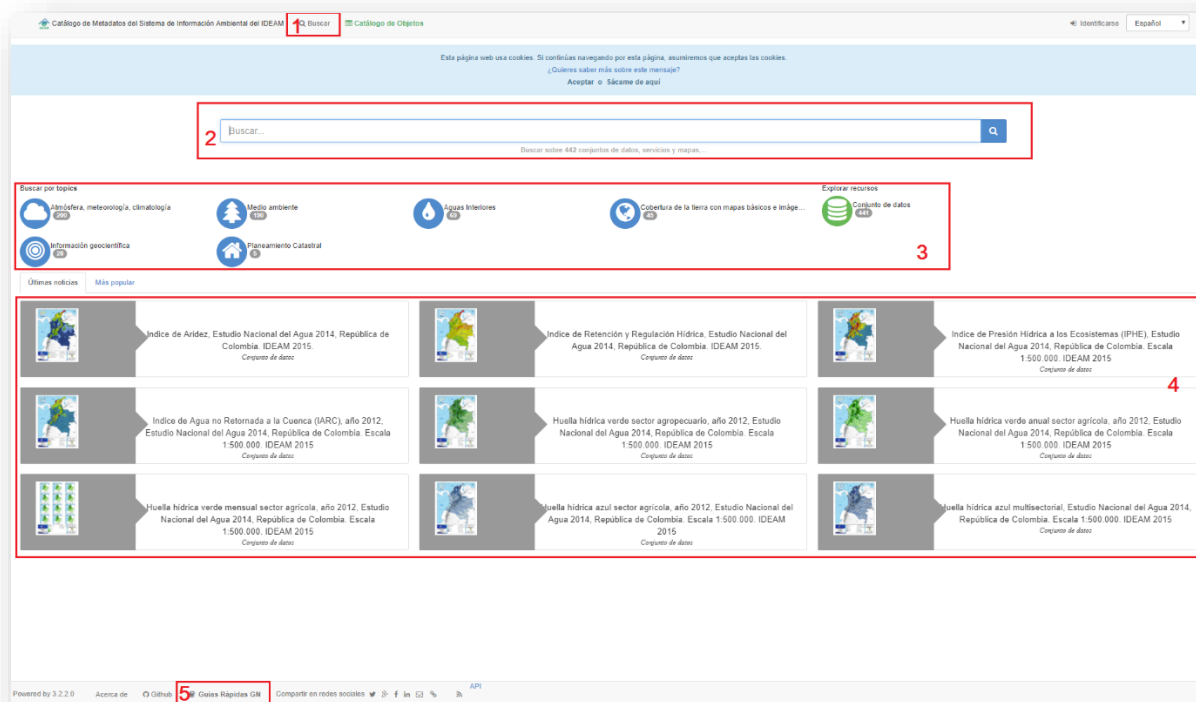 Catálogo de Metadatos del Sistema de Información Ambiental del IDEAM
1
Buscar
Catálogo de Objetos
Identificarse
Español
Esta página web usa cookies. Si continúas navegando por esta página, asumiremos que aceptas las cookies.
¿Quieres saber más sobre este mensaje?
Aceptar o Sácame de aquí
2
Buscar...
Buscar sobre 442 conjuntos de datos, servicios y mapas,...
Buscar por topics
Explorar recursos
Atmósfera, meteorología, climatología
Medio ambiente
190
Aguas Interiores
Cobertura de la tierra con mapas básicos e imáge...
Conjunto de datos
441
Información geocientífica
Planeamiento Catastral
5
3
Últimas noticias
Más popular
Indice de Aridez, Estudio Nacional del Agua 2014, República de
Colombia. IDEAM 2015.
Conjunto de datos
Indice de Retención y Regulación Hídrica, Estudio Nacional del
Agua 2014, República de Colombia. IDEAM 2015.
Conjunto de datos
Indice de Presión Hídrica a los Ecosistemas (IPHE), Estudio
Nacional del Agua 2014, República de Colombia. Escala
1:500.000. IDEAM 2015
Conjunto de datos
4
Indice de Agua no Retornada a la Cuenca (IARC), año 2012,
Estudio Nacional del Agua 2014, República de Colombia. Escala
1:500.000. IDEAM 2015
Conjunto de datos
Huella hídrica verde sector agropecuario, año 2012, Estudio
Nacional del Agua 2014, República de Colombia. Escala
1:500.000. IDEAM 2015
Conjunto de datos
Huella hídrica verde anual sector agrícola, año 2012, Estudio
Nacional del Agua 2014, República de Colombia. Escala
1:500.000. IDEAM 2015
Conjunto de datos
Huella hídrica verde mensual sector agrícola, año 2012, Estudio
Nacional del Agua 2014, República de Colombia. Escala
1:500.000. IDEAM 2015
Conjunto de datos
Huella hídrica azul sector agrícola, año 2012, Estudio Nacional del
Agua 2014, República de Colombia. Escala 1:500.000. IDEAM
2015
Conjunto de datos
Huella hídrica azul multisectorial, Estudio Nacional del Agua 2014,
República de Colombia. Escala 1:500.000. IDEAM 2015
Conjunto de datos
Powered by 3.2.2.0
Acerca de
Github
5
Guías Rápidas GN
Compartir en redes sociales
API